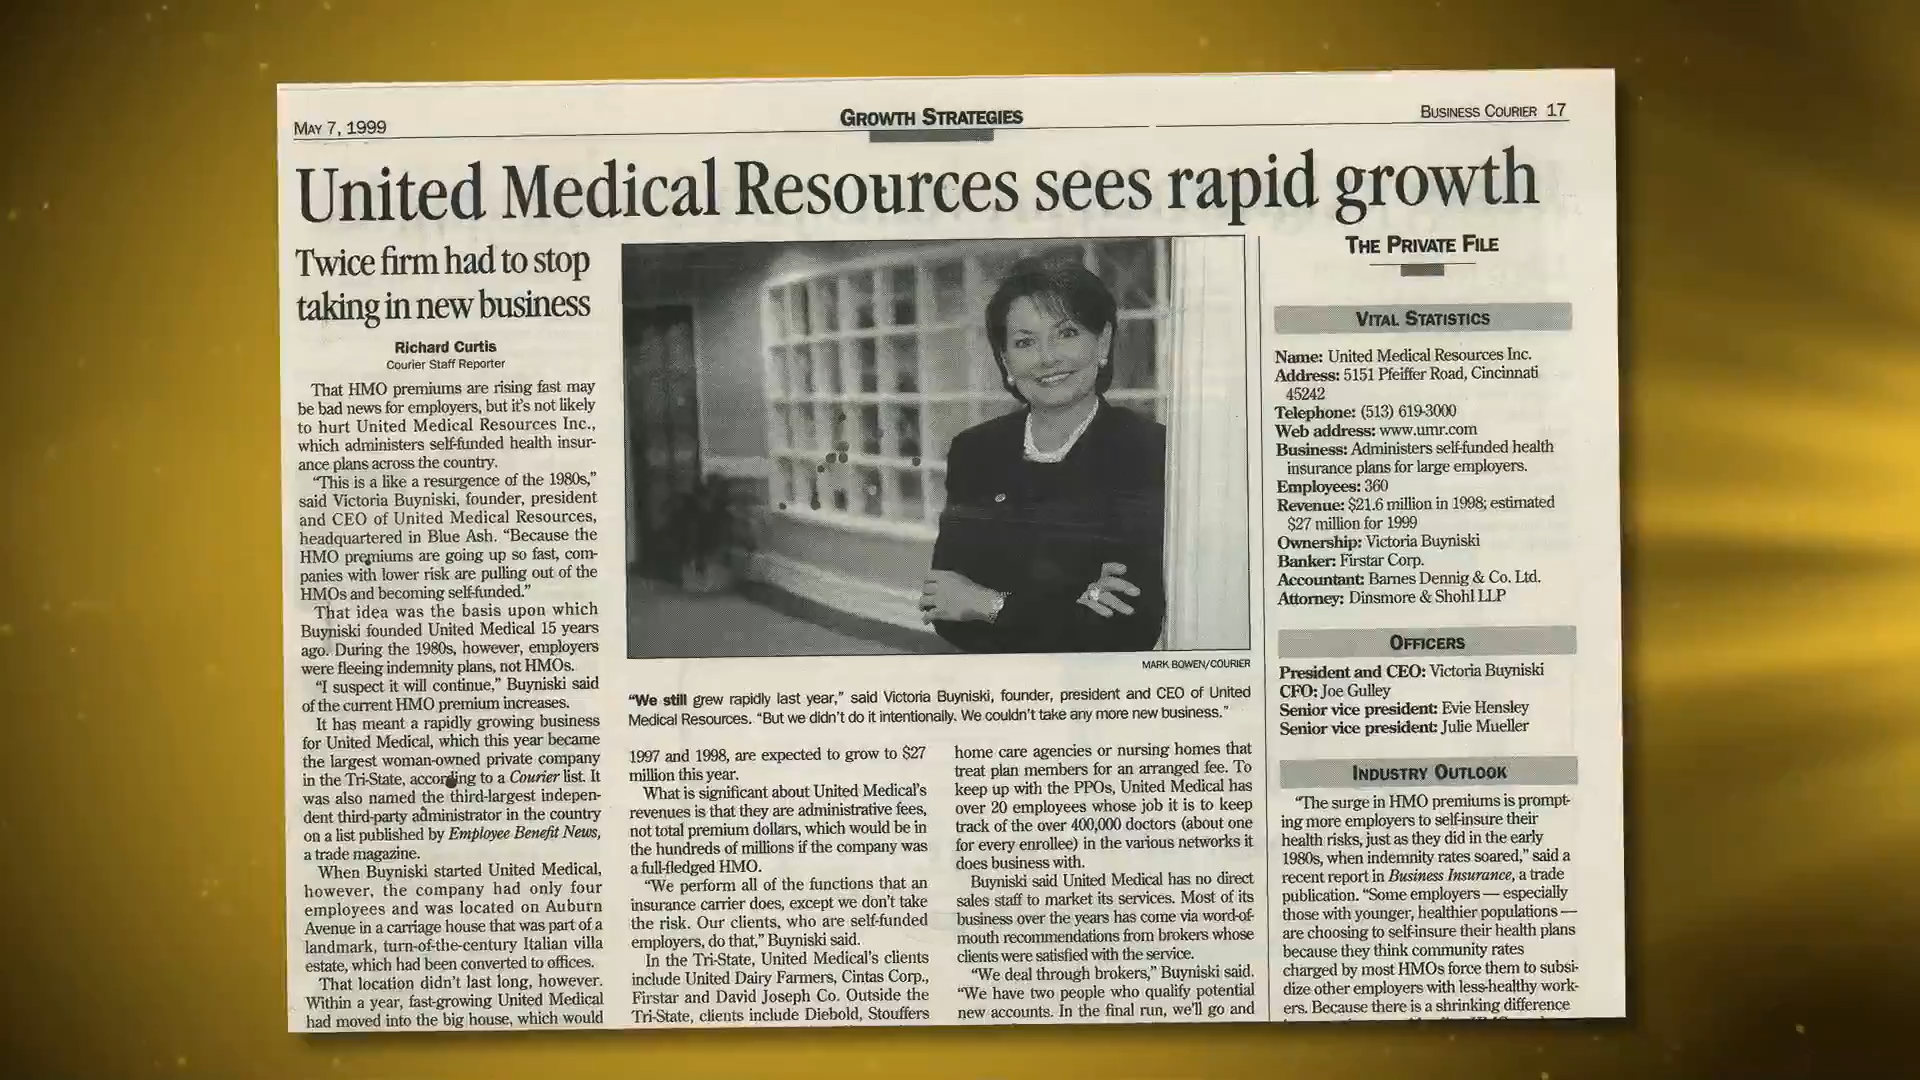 MAY 7, 1999
GROWTH STRATEGIES
BUSINESS COURIER 17
United Medical Resources sees rapid growth
Twice firm had to stop
taking in new business
Richard Curtis
Courier Staff Reporter
That HMO premiums are rising fast may
be bad news for employers, but it's not likely
to hurt United Medical Resources Inc.,
which administers self-funded health insur-
ance plans across the country.
"This is a like a resurgence of the 1980s,"
said Victoria Buyniski, founder, president
and CEO of United Medical Resources,
headquartered in Blue Ash. "Because the
HMO premiums are going up so fast, com-
panies with lower risk are pulling out of the
HMOs and becoming self-funded."
That idea was the basis upon which
Buyniski founded United Medical 15 years
ago. During the 1980s, however, employers
were fleeing indemnity plans, not HMOs.
"I suspect it will continue," Buyniski said
of the current HMO premium increases.
It has meant a rapidly growing business
for United Medical, which this year became
the largest woman-owned private company
in the Tri-State, according to a Courier list. It
was also named the third-largest indepen-
dent third-party administrator in the country
on a list published by Employee Benefit News,
a trade magazine.
When Buyniski started United Medical,
however, the company had only four
employees and was located on Auburn
Avenue in a carriage house that was part of a
landmark, turn-of-the-century Italian villa
estate, which had been converted to offices.
That location didn't last long, however.
Within a year, fast-growing United Medical
had moved into the big house, which would
MARK BOWEN/COURIER
"We still grew rapidly last year," said Victoria Buyniski, founder, president and CEO of United
Medical Resources. "But we didn't do it intentionally. We couldn't take any more new business."
1997 and 1998, are expected to grow to $27
million this year.
What is significant about United Medical's
revenues is that they are administrative fees,
not total premium dollars, which would be in
the hundreds of millions if the company was
a full-fledged HMO.
"We perform all of the functions that an
insurance carrier does, except we don't take
the risk. Our clients, who are self-funded
employers, do that," Buyniski said.
In the Tri-State, United Medical's clients
include United Dairy Farmers, Cintas Corp.,
Firstar and David Joseph Co. Outside the
Tri-State, clients include Diebold, Stouffers
home care agencies or nursing homes that
treat plan members for an arranged fee. To
keep up with the PPOs, United Medical has
over 20 employees whose job it is to keep
track of the over 400,000 doctors (about one
for every enrollee) in the various networks it
does business with.
Buyniski said United Medical has no direct
sales staff to market its services. Most of its
business over the years has come via word-of-
mouth recommendations from brokers whose
clients were satisfied with the service.
"We deal through brokers," Buyniski said.
"We have two people who qualify potential
new accounts. In the final run, we'll go and
THE PRIVATE FILE
VITAL STATISTICS
Name: United Medical Resources Inc.
Address: 5151 Pfeiffer Road, Cincinnati
45242
Telephone: (513) 619-3000
Web address: www.umr.com
Business: Administers self-funded health
insurance plans for large employers.
Employees: 360
Revenue: $21.6 million in 1998; estimated
$27 million for 1999
Ownership: Victoria Buyniski
Banker: Firstar Corp.
Accountant: Barnes Dennig & Co. Ltd.
Attorney: Dinsmore & Shohl LLP
OFFICERS
President and CEO: Victoria Buyniski
CFO: Joe Gulley
Senior vice president: Evie Hensley
Senior vice president: Julie Mueller
INDUSTRY OUTLOOK
"The surge in HMO premiums is prompt-
ing more employers to self-insure their
health risks, just as they did in the early
1980s, when indemnity rates soared," said a
recent report in Business Insurance, a trade
publication. "Some employers — especially
those with younger, healthier populations —
are choosing to self-insure their health plans
because they think community rates
charged by most HMOs force them to subsi-
dize other employers with less-healthy work-
ers. Because there is a shrinking difference